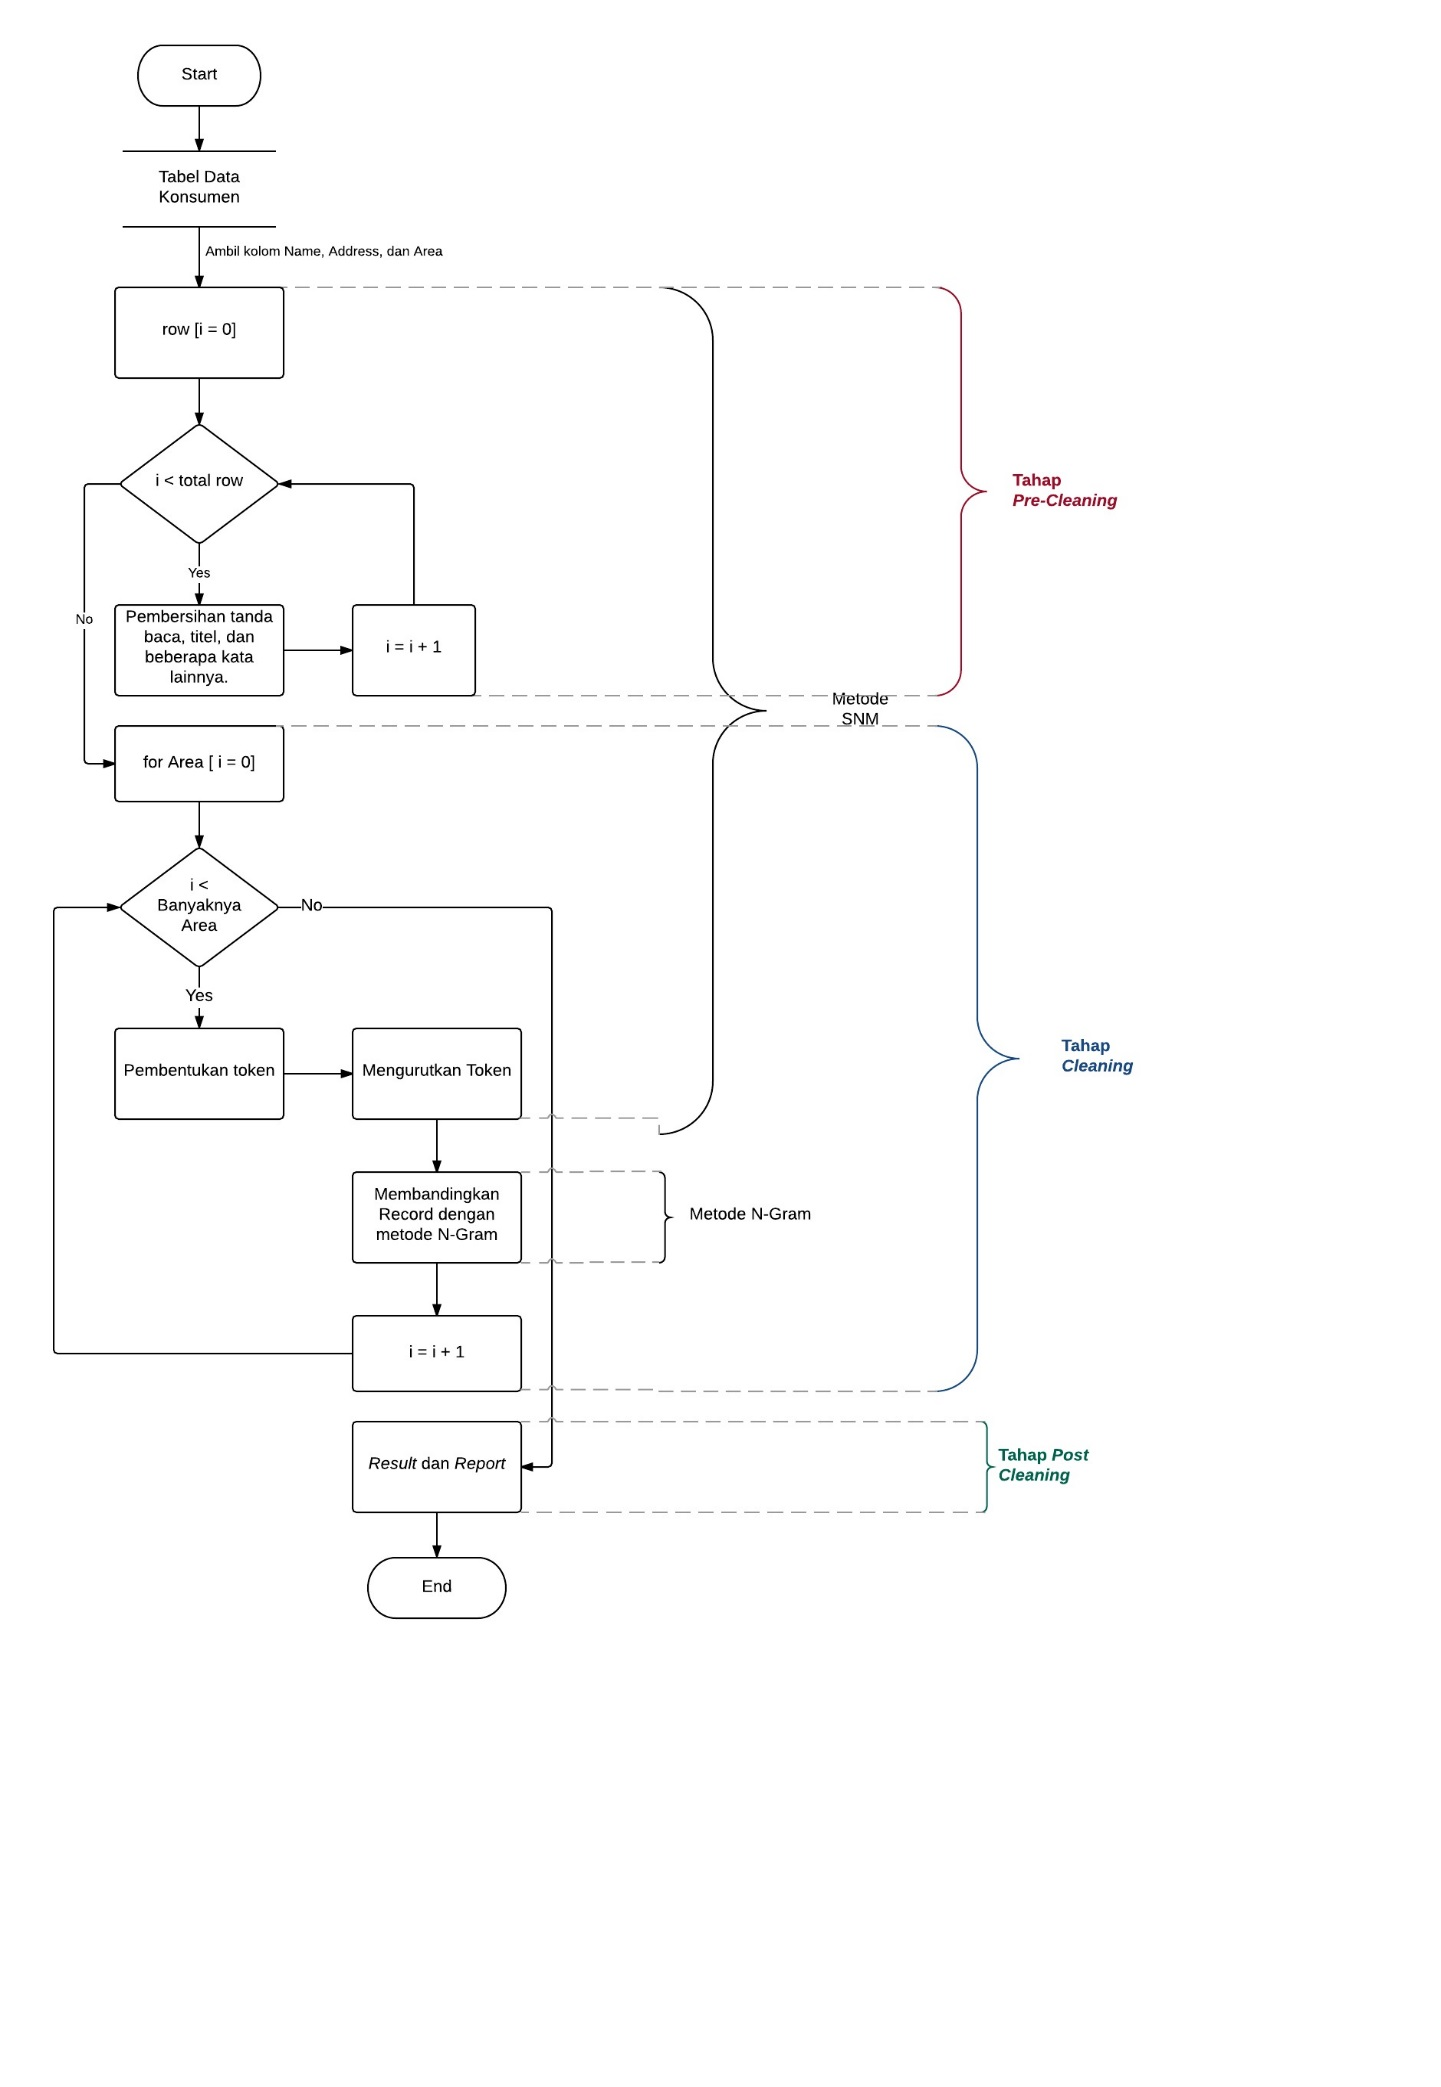 Start
Tabel Data
Konsumen
Ambil kolom Name, Address, dan Area
row [i = 0]
i < total row
Tahap
Pre-Cleaning
Yes
No
Pembersihan tanda
baca, titel, dan
beberapa kata
lainnya.
i = i + 1
Metode
SNM
for Area [ i = 0]
i <
Banyaknya
Area
No
Yes
Pembentukan token
Mengurutkan Token
Tahap
Cleaning
Membandingkan
Record dengan
metode N-Gram
Metode N-Gram
i = i + 1
Result dan Report
Tahap Post
Cleaning
End